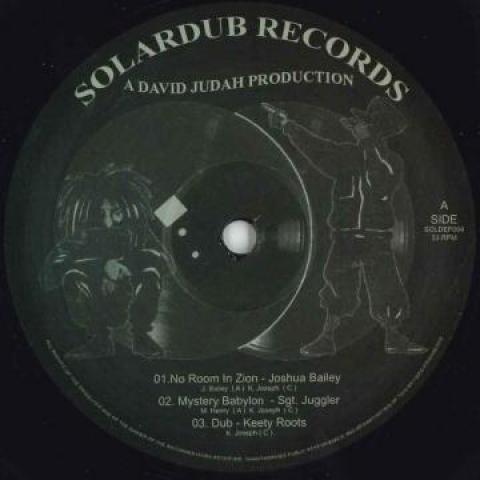 SOLARDUB RECORDS
A DAVID JUDAH PRODUCTION
A
SIDE
SOLDEP004
33 RPM
01.No Room In Zion - Joshua Bailey
J. Bailey (A) K. Joseph (C)
02. Mystery Babylon - Sgt. Juggler
M. Henry (A) K. Joseph (C)
03. Dub - Keety Roots
K. Joseph (C)